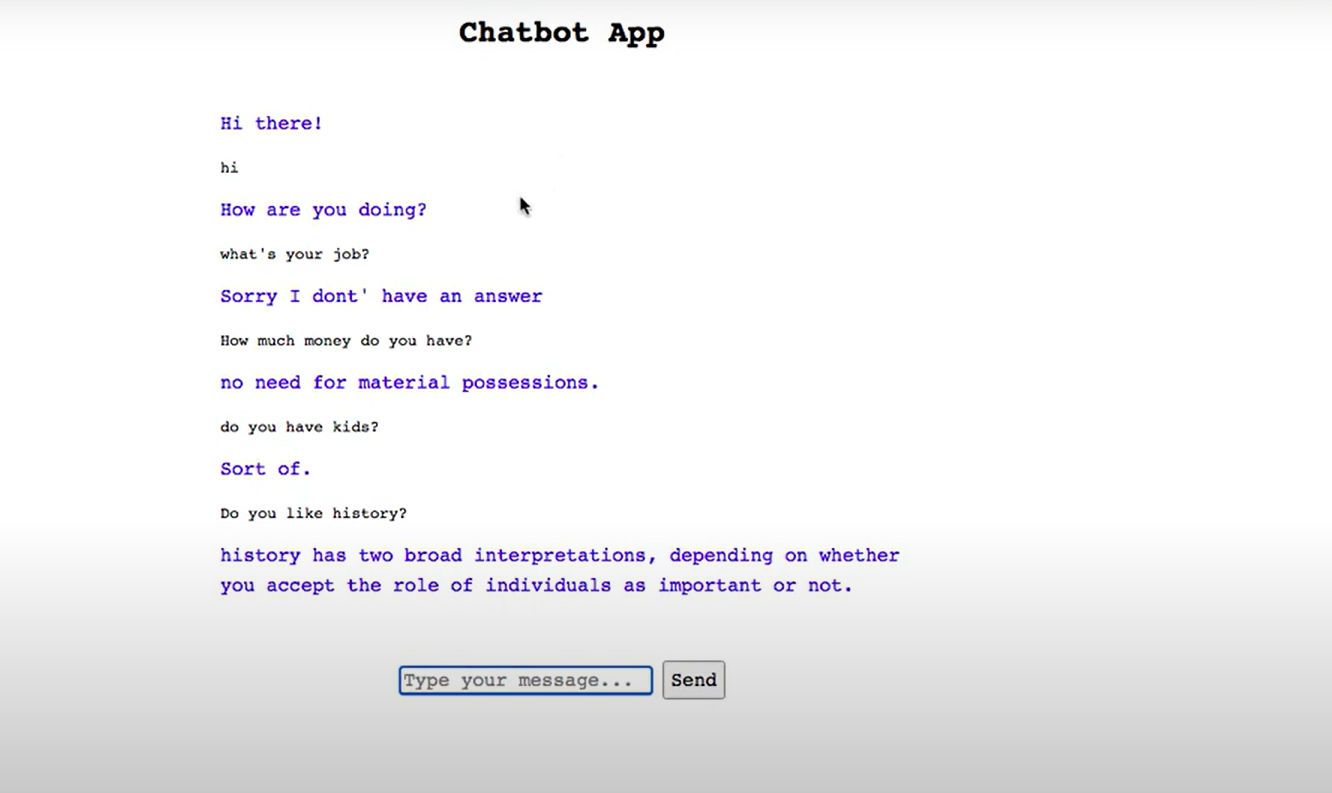 Chatbot App
Hi there!
hi
How are you doing?
what's your job?
Sorry I dont' have an answer
How much money do you have?
no need for material possessions.
do you have kids?
Sort of.
Do you like history?
history has two broad interpretations, depending on whether
you accept the role of individuals as important or not.
Type your message... Send